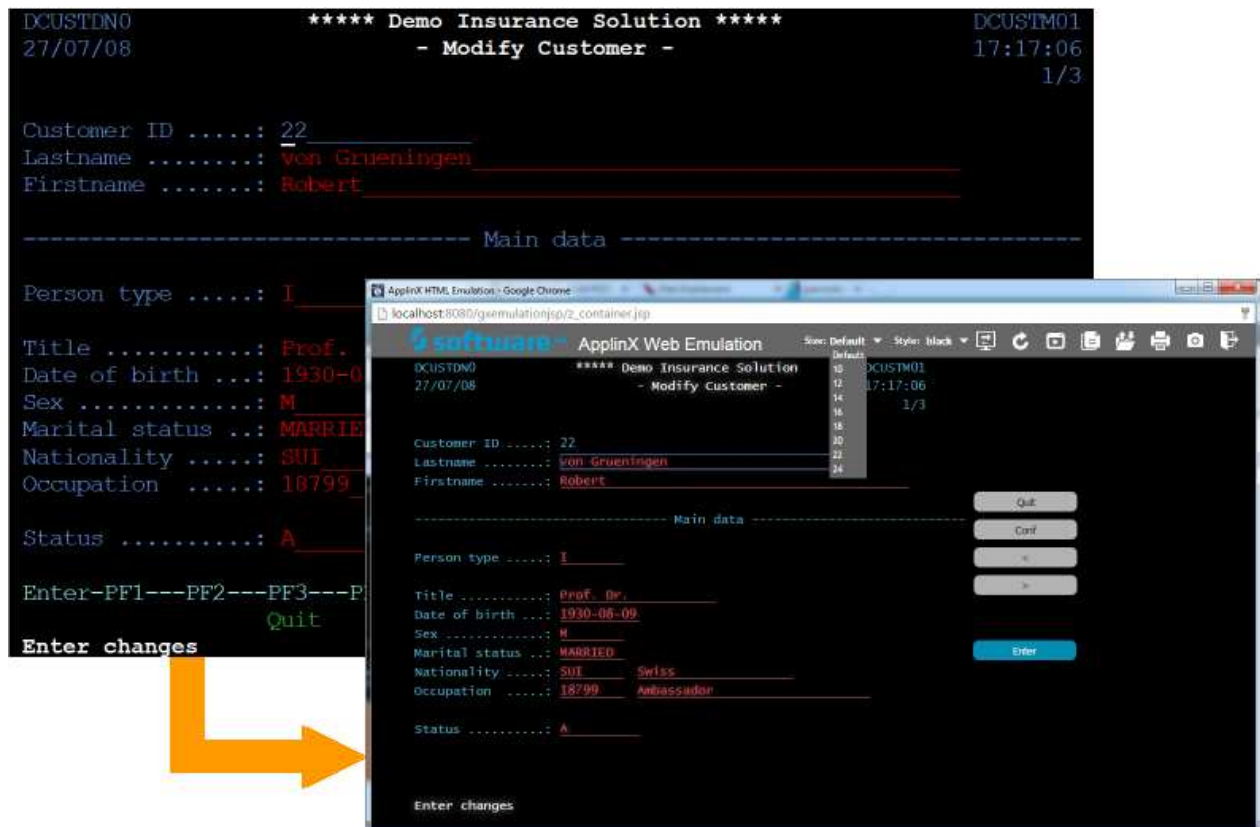 DCUSTDN0 ***** Demo Insurance Solution ***** DCUSTM01
27/07/08 - Modify Customer - 17:17:06
1/3
Customer ID .....: 22
Lastname ........: von Grueningen
Firstname .......: Robert
--------------------------------- Main data ----------------------------------
Person type .....: I
Title ...........: Prof.
Date of birth ...: 1930-0
Sex .............: M
Marital status ..: MARRIE
Nationality .....: SUI
Occupation .....: 18799
Status ..........: A
Enter-PF1---PF2---PF3---P
Quit
Enter changes
ApplinX HTML Emulation - Google Chrome
localhost:8080/gxemulationjsp/z_container.jsp
software ApplinX Web Emulation Size: Default Style: black
Default
10
12
14
16
18
20
22
24
DCUSTDN0 ***** Demo Insurance Solution DCUSTM01
27/07/08 - Modify Customer - 17:17:06
1/3
Customer ID .....: 22
Lastname ........: von Grueningen
Firstname .......: Robert
--------------------------------- Main data ---------------------------
Person type .....: I
Title ...........: Prof. Dr.
Date of birth ...: 1930-08-09
Sex .............: M
Marital status ..: MARRIED
Nationality .....: SUI Swiss
Occupation .....: 18799 Ambassador
Status ..........: A
Enter changes
Quit
Conf
<
>
Enter